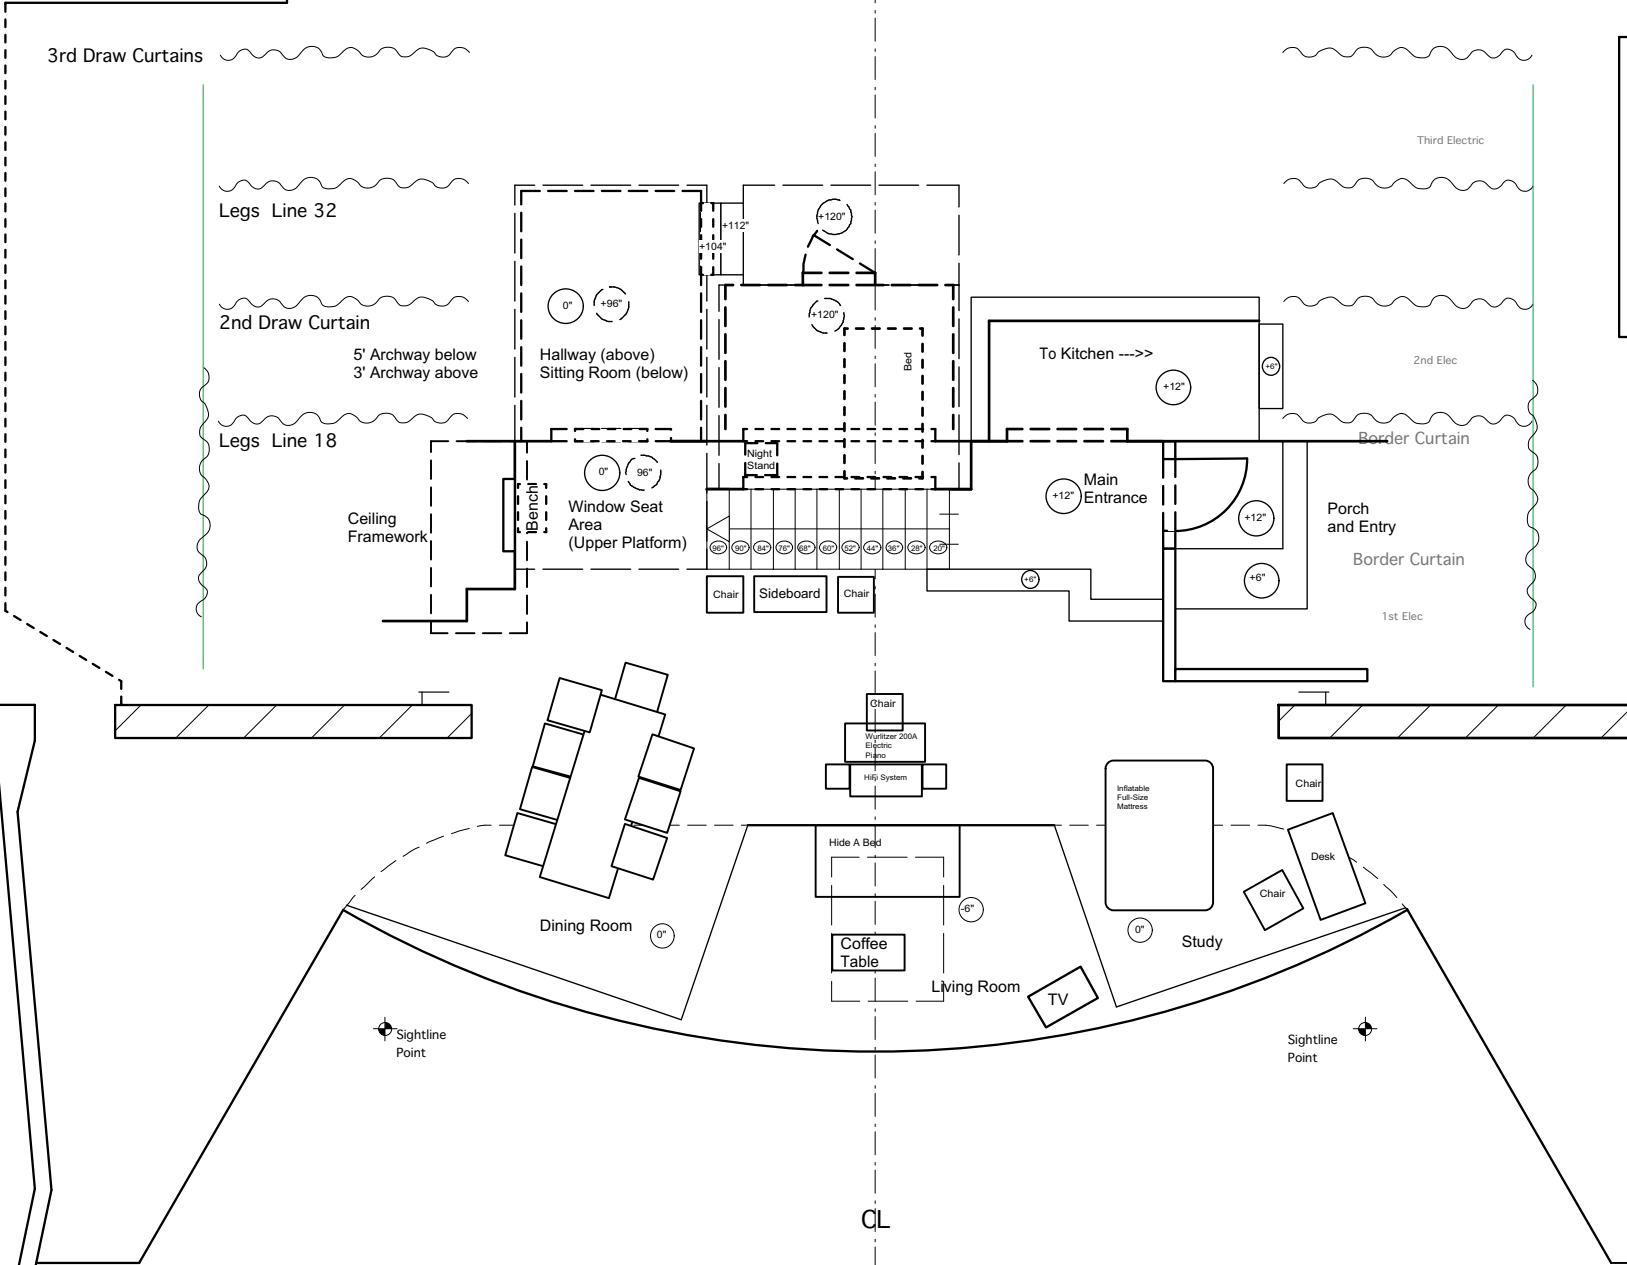 3rd Draw Curtains
Third Electric
Legs  Line 32
+120"
+112"
+104"
0"
+96"
+120"
2nd Draw Curtain
5' Archway below
3' Archway above
Hallway (above)
Sitting Room (below)
Bed
To Kitchen --->>
+6"
2nd Elec
+12"
Legs  Line 18
Border Curtain
Night
Stand
0"
96"
Main
Entrance
+12"
Bench
Window Seat
Area
(Upper Platform)
Ceiling
Framework
Porch
and Entry
+12"
96"
90"
84"
76"
68"
60"
52"
44"
36"
28"
20"
Border Curtain
+6"
+6"
Chair
Sideboard
Chair
1st Elec
Chair
Wurlitzer 200A
Electric
Piano
HiFi System
Inflatable
Full-Size
Mattress
Chair
Hide A Bed
Desk
Chair
-6"
Dining Room
0"
0"
Study
Coffee
Table
Living Room
TV
Sightline
Point
Sightline
Point
CL